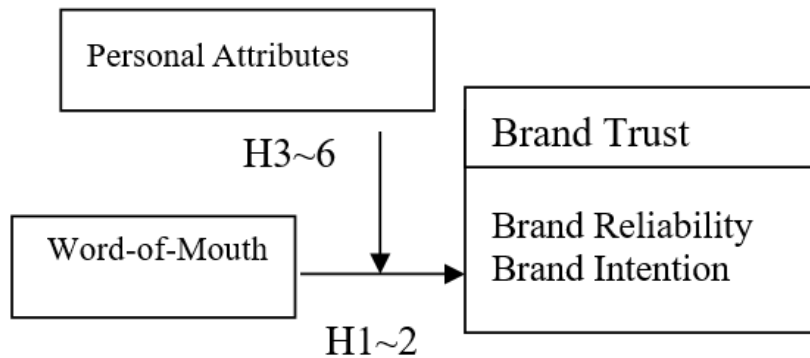 Personal Attributes
H3~6
Brand Trust
Word-of-Mouth
Brand Reliability
Brand Intention
H1~2